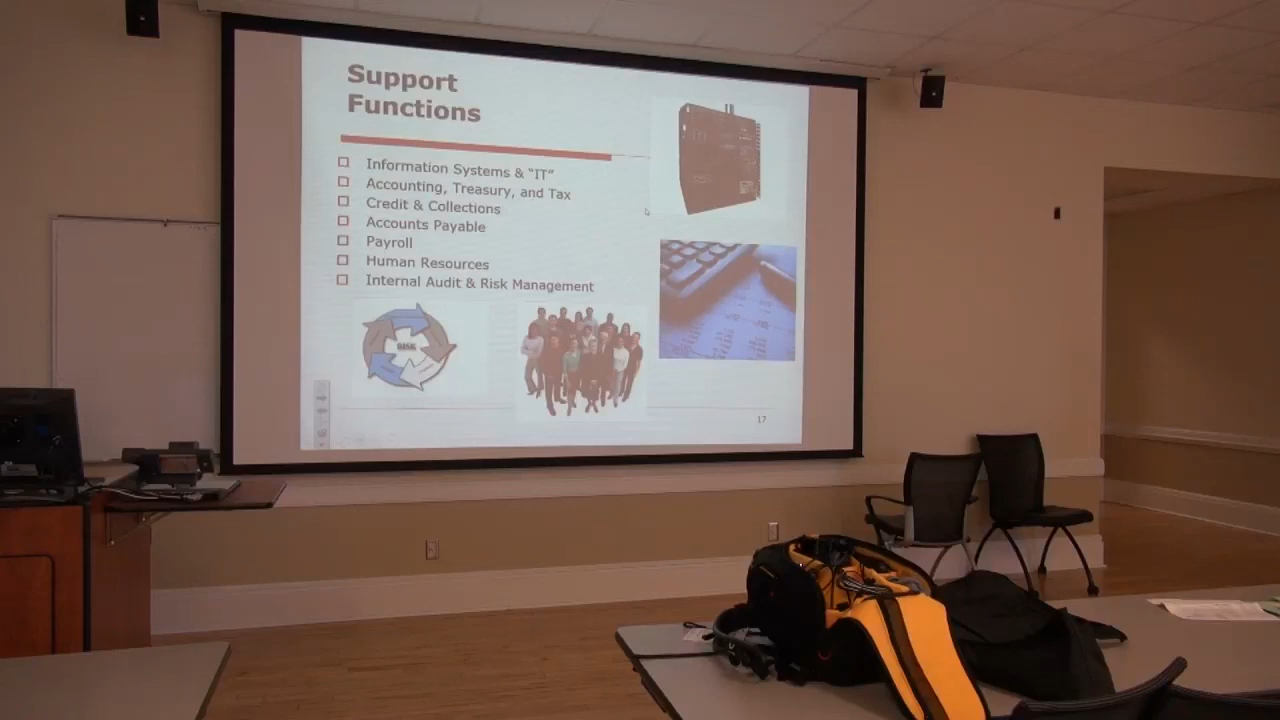 Support
Functions
Information Systems & "IT"
Accounting, Treasury, and Tax
Credit & Collections
Accounts Payable
Payroll
Human Resources
Internal Audit & Risk Management
RISK
17